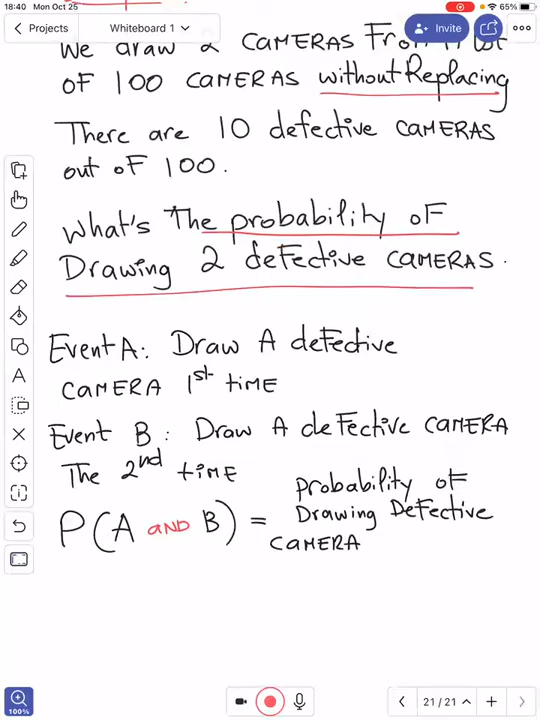 18:40 Mon Oct 25
65%
Projects
Whiteboard 1
Invite
We draw 2 CAMERAS From
OF 100 CAMERAS without Replacing
There are 10 defective CAMERAS
out of 100.
What's The probability oF
Drawing 2 defective CAMERAS.
Event A: Draw A defective
CAMERA 1st time
Event B: Draw A defective CAMERA
The 2nd time
P(A AND B) = probability of
Drawing Defective
CAMERA
A
100%
21/21